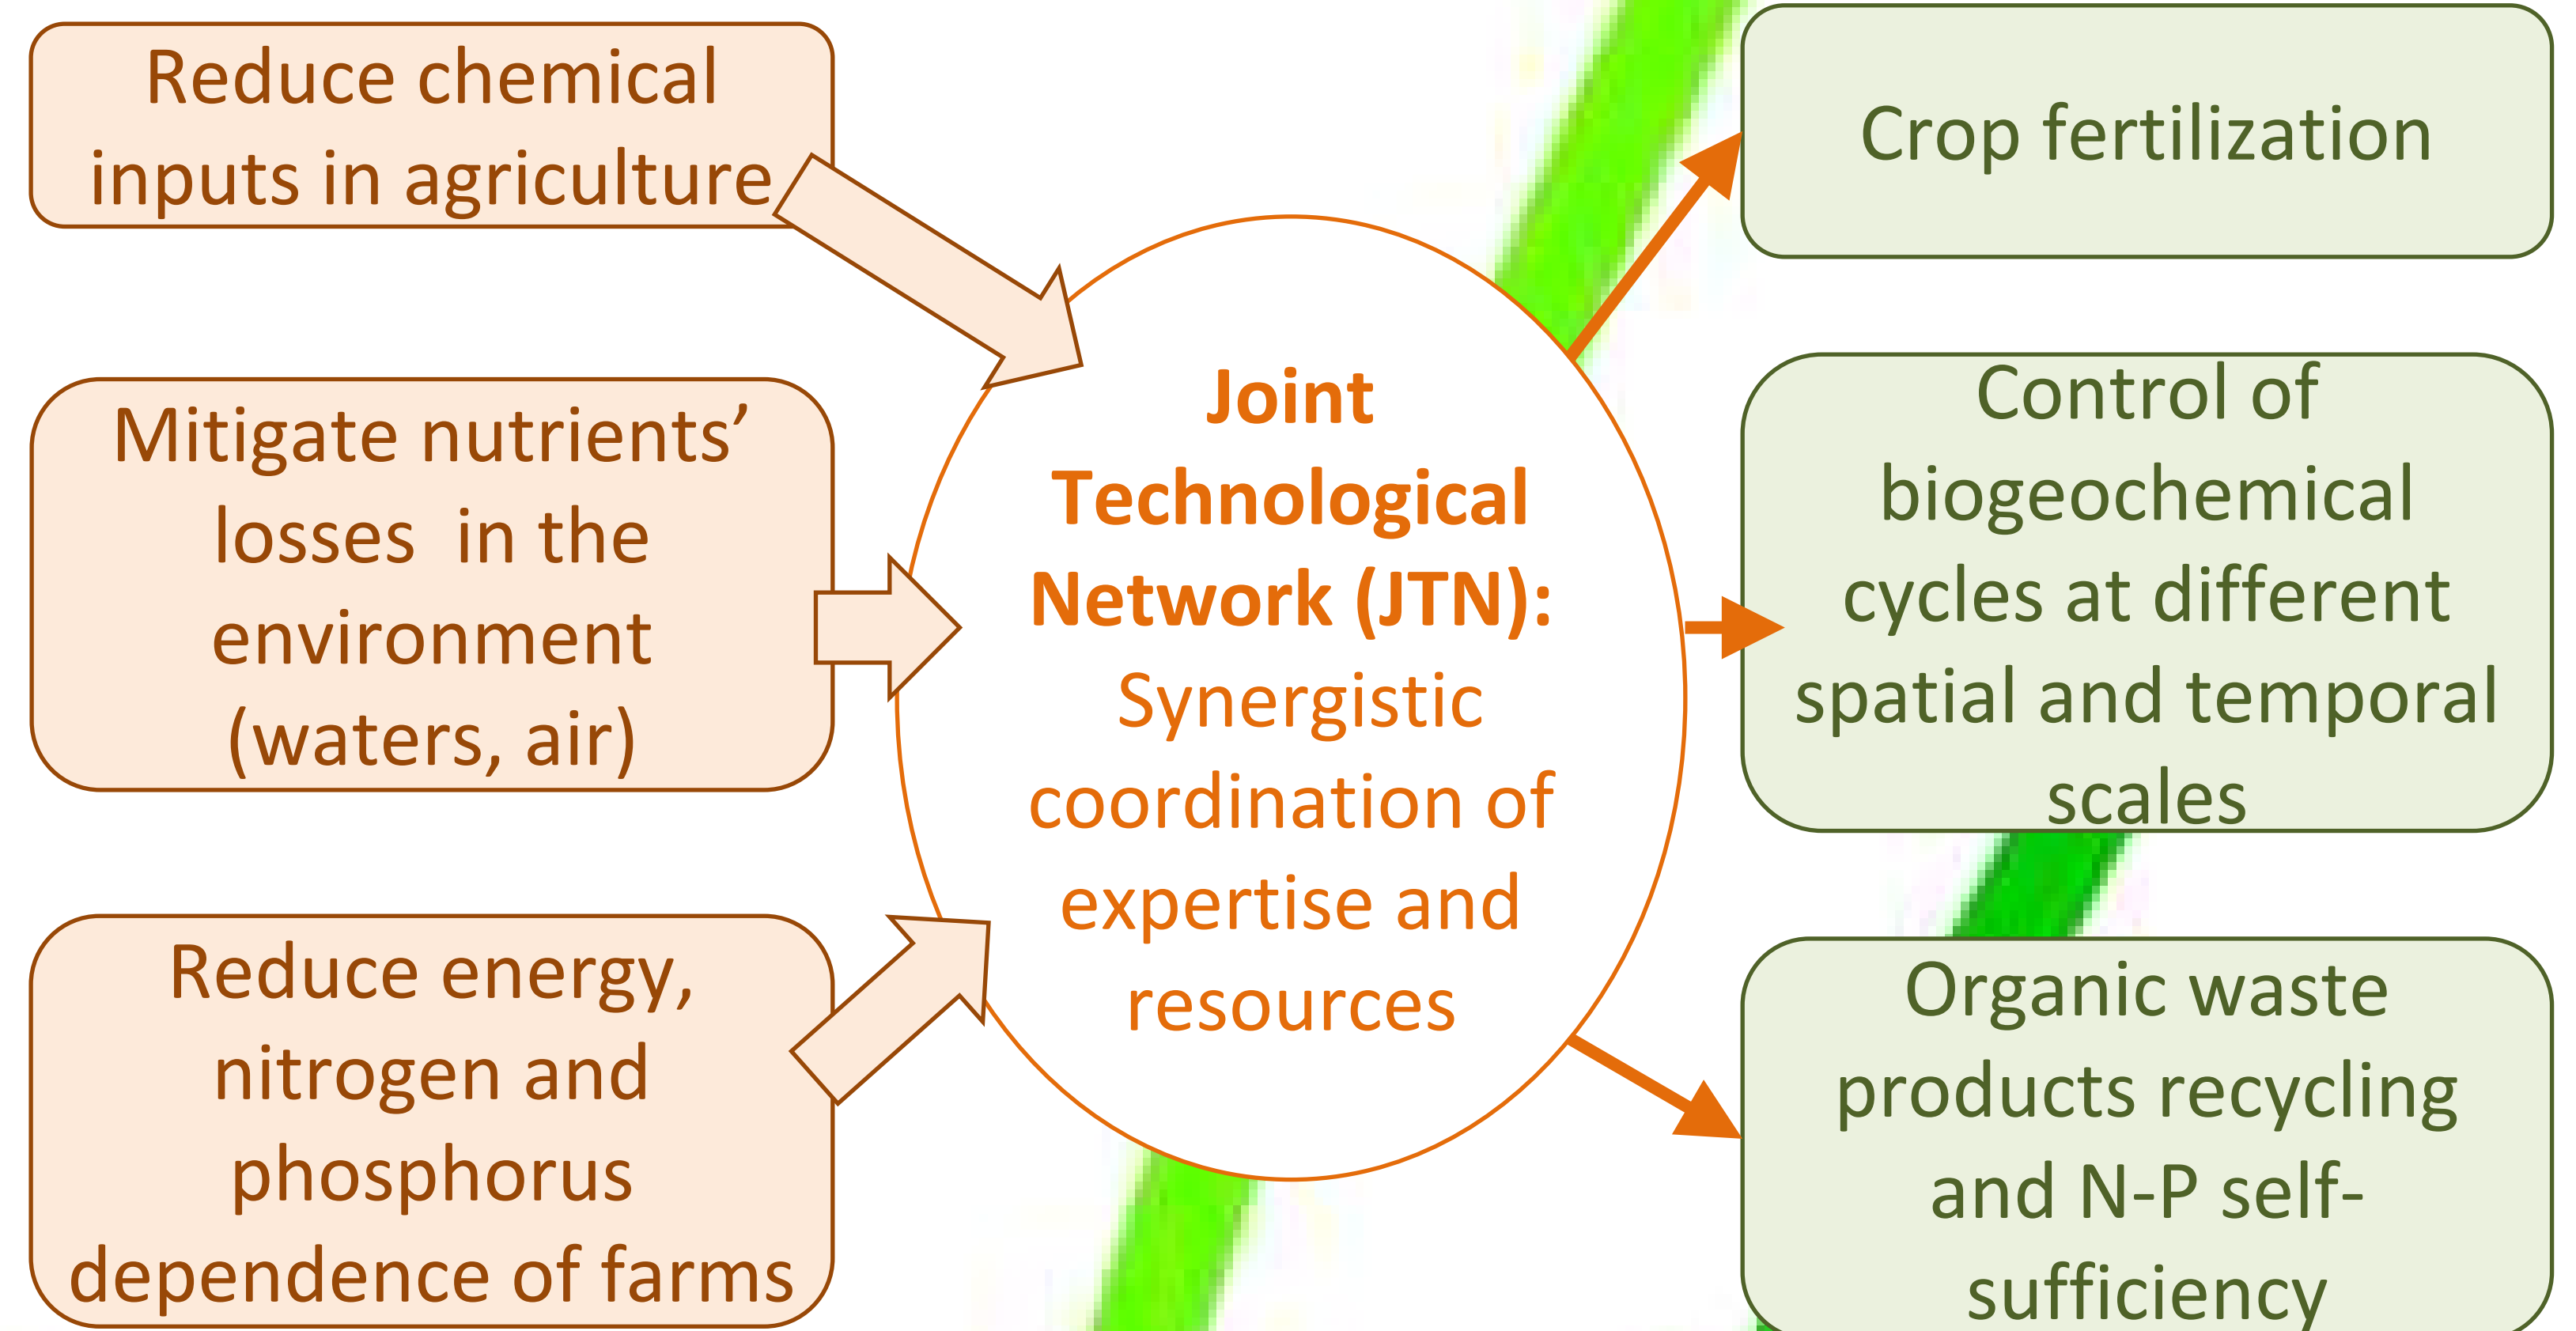 Reduce chemical
inputs in agriculture
Mitigate nutrients’
losses  in the
environment
(waters, air)
Reduce energy,
nitrogen and
phosphorus
dependence of farms
Joint
Technological
Network (JTN):
Synergistic
coordination of
expertise and
resources
Crop fertilization
Control of
biogeochemical
cycles at different
spatial and temporal
scales
Organic waste
products recycling
and N-P self-
sufficiency